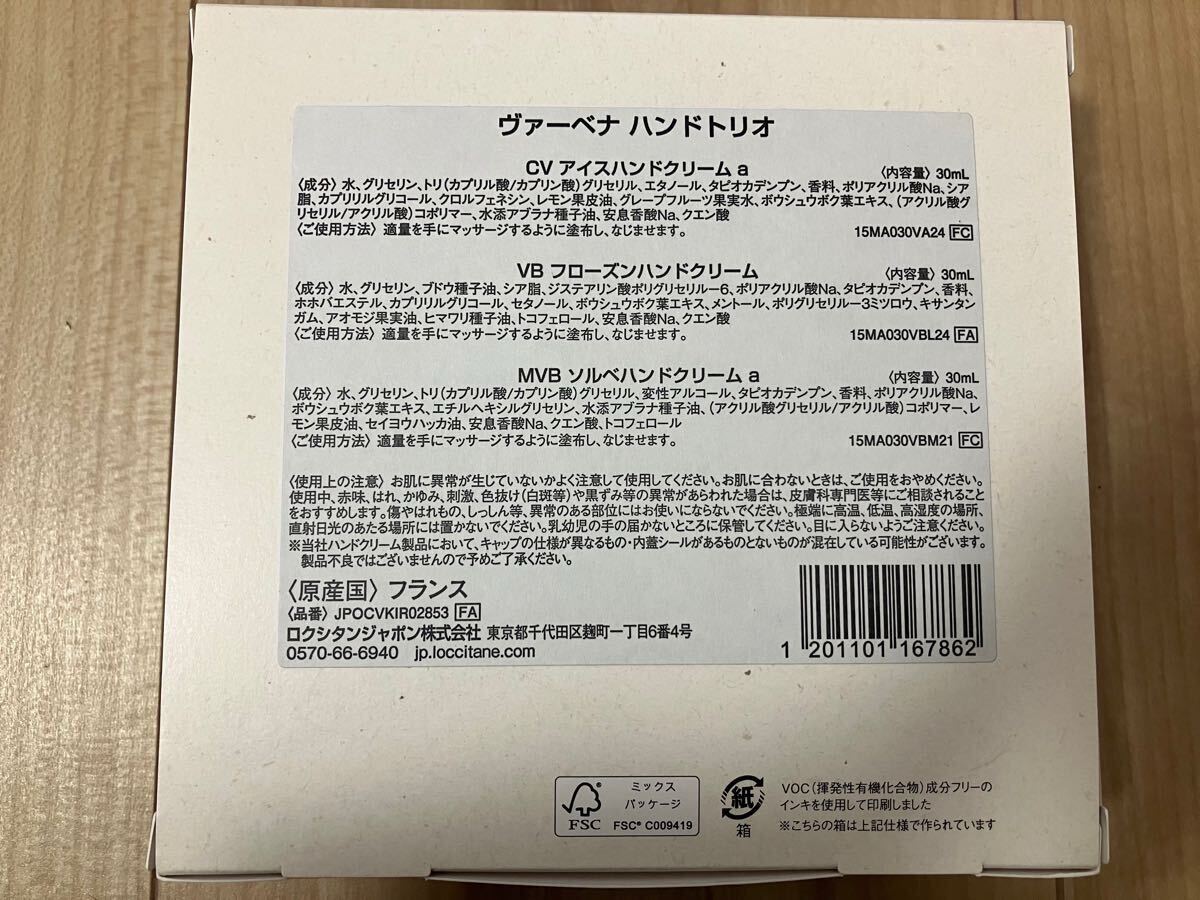 ヴァーベナ ハンドトリオ
CV アイスハンドクリーム a 〈内容量〉 30mL
〈成分〉水、グリセリン、トリ(カプリル酸/カプリン酸)グリセリル、エタノール、タピオカデンプン、香料、ポリアクリル酸Na、シア
脂、カプリリルグリコール、クロルフェネシン、レモン果皮油、グレープフルーツ果実水、ボウシュウボク葉エキス、(アクリル酸グ
リセリル/アクリル酸)コポリマー、水添アブラナ種子油、安息香酸Na、クエン酸
〈ご使用方法〉適量を手にマッサージするように塗布し、なじませます。 15MA030VA24 FC
VB フローズンハンドクリーム 〈内容量〉 30mL
〈成分〉水、グリセリン、ブドウ種子油、シア脂、ジステアリン酸ポリグリセリル-6、ポリアクリル酸Na、タピオカデンプン、香料、
ホホバエステル、カプリリルグリコール、セタノール、ボウシュウボク葉エキス、メントール、ポリグリセリル-3ミツロウ、キサンタン
ガム、アオモジ果実油、ヒマワリ種子油、トコフェロール、安息香酸Na、クエン酸
〈ご使用方法〉適量を手にマッサージするように塗布し、なじませます。 15MA030VBL24 FA
MVB ソルベハンドクリーム a 〈内容量〉 30mL
〈成分〉水、グリセリン、トリ(カプリル酸/カプリン酸)グリセリル、変性アルコール、タピオカデンプン、香料、ポリアクリル酸Na、
ボウシュウボク葉エキス、エチルヘキシルグリセリン、水添アブラナ種子油、(アクリル酸グリセリル/アクリル酸)コポリマー、レ
モン果皮油、セイヨウハッカ油、安息香酸Na、クエン酸、トコフェロール
〈ご使用方法〉適量を手にマッサージするように塗布し、なじませます。 15MA030VBM21 FC
〈使用上の注意〉お肌に異常が生じていないかよく注意して使用してください。お肌に合わないときは、ご使用をおやめください。
使用中、赤味、はれ、かゆみ、刺激、色抜け(白斑等)や黒ずみ等の異常があらわれた場合は、皮膚科専門医等にご相談されること
をおすすめします。傷やはれもの、しっしん等、異常のある部位にはお使いにならないでください。極端に高温、低温、高湿度の場所、
直射日光のあたる場所には置かないでください。乳幼児の手の届かないところに保管してください。目に入らないようご注意ください。
※当社ハンドクリーム製品において、キャップの仕様が異なるもの・内蓋シールがあるものとないものが混在している可能性がございます。
製品不良ではございませんので予めご了承ください。
〈原産国〉フランス
〈品番〉 JPOCVKIR02853 FA
ロクシタンジャポン株式会社 東京都千代田区麹町一丁目6番4号
0570-66-6940 jp.loccitane.com
1 201101 167862
FSC
ミックス
パッケージ
FSC® C009419
紙
箱
VOC(揮発性有機化合物)成分フリーの
インキを使用して印刷しました
※こちらの箱は上記仕様で作られています